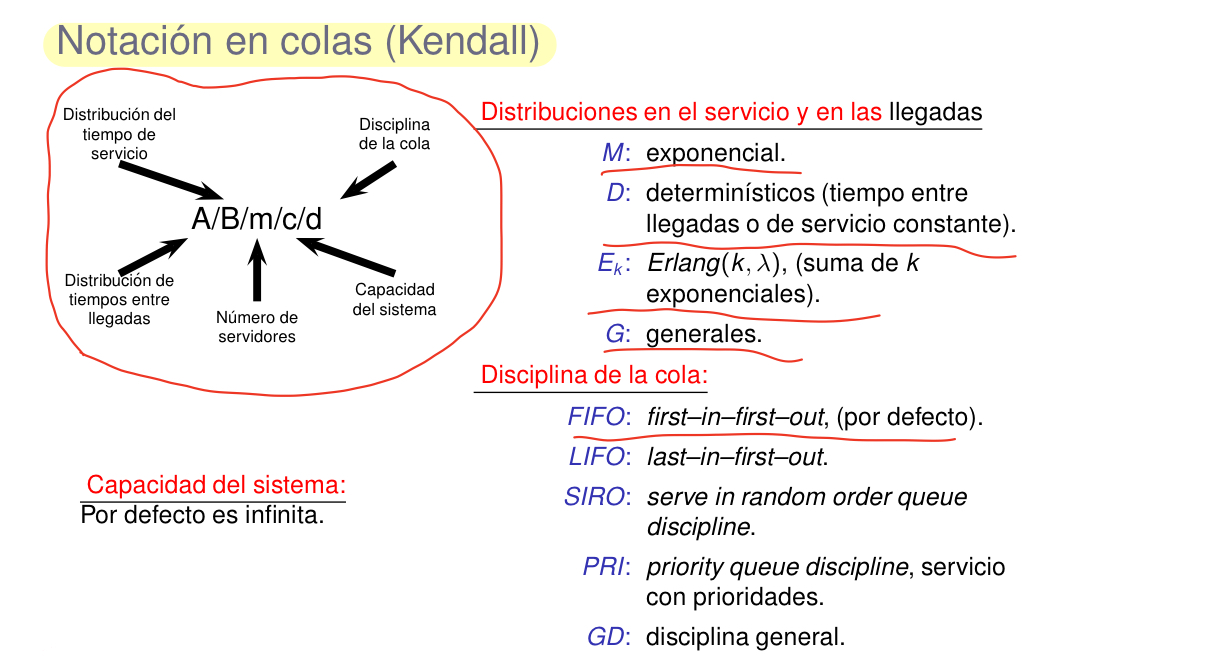 Notación en colas (Kendall)
Distribución del
tiempo de
servicio
Disciplina
de la cola
A/B/m/c/d
Distribución de
tiempos entre
llegadas
Número de
servidores
Capacidad
del sistema
Capacidad del sistema:
Por defecto es infinita.
Distribuciones en el servicio y en las llegadas
M: exponencial.
D: determinísticos (tiempo entre
llegadas o de servicio constante).
Eₖ: Erlang(k, λ), (suma de k
exponenciales).
G: generales.
Disciplina de la cola:
FIFO: first–in–first–out, (por defecto).
LIFO: last–in–first–out.
SIRO: serve in random order queue
discipline.
PRI: priority queue discipline, servicio
con prioridades.
GD: disciplina general.